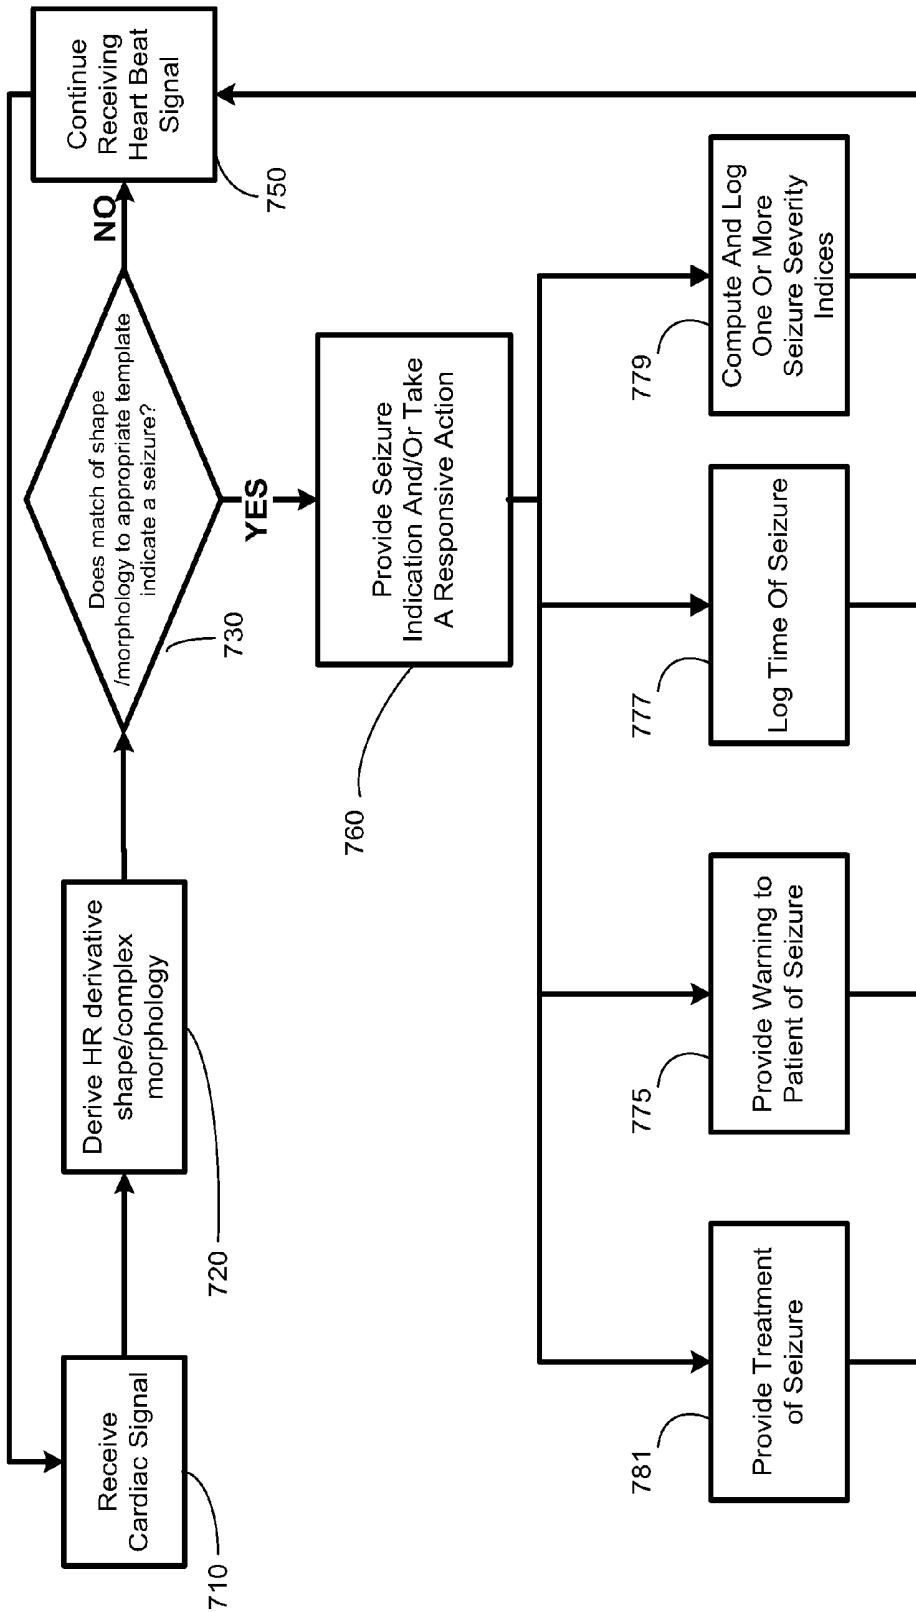 Receive
Cardiac Signal
710
Derive HR derivative
shape/complex
morphology
720
Does match of shape
/morphology to appropriate template
indicate a seizure?
730
NO
Continue
Receiving
Heart Beat
Signal
750
YES
Provide Seizure
Indication And/Or Take
A Responsive Action
760
781
Provide Treatment
of Seizure
775
Provide Warning to
Patient of Seizure
777
Log Time Of Seizure
779
Compute And Log
One Or More
Seizure Severity
Indices